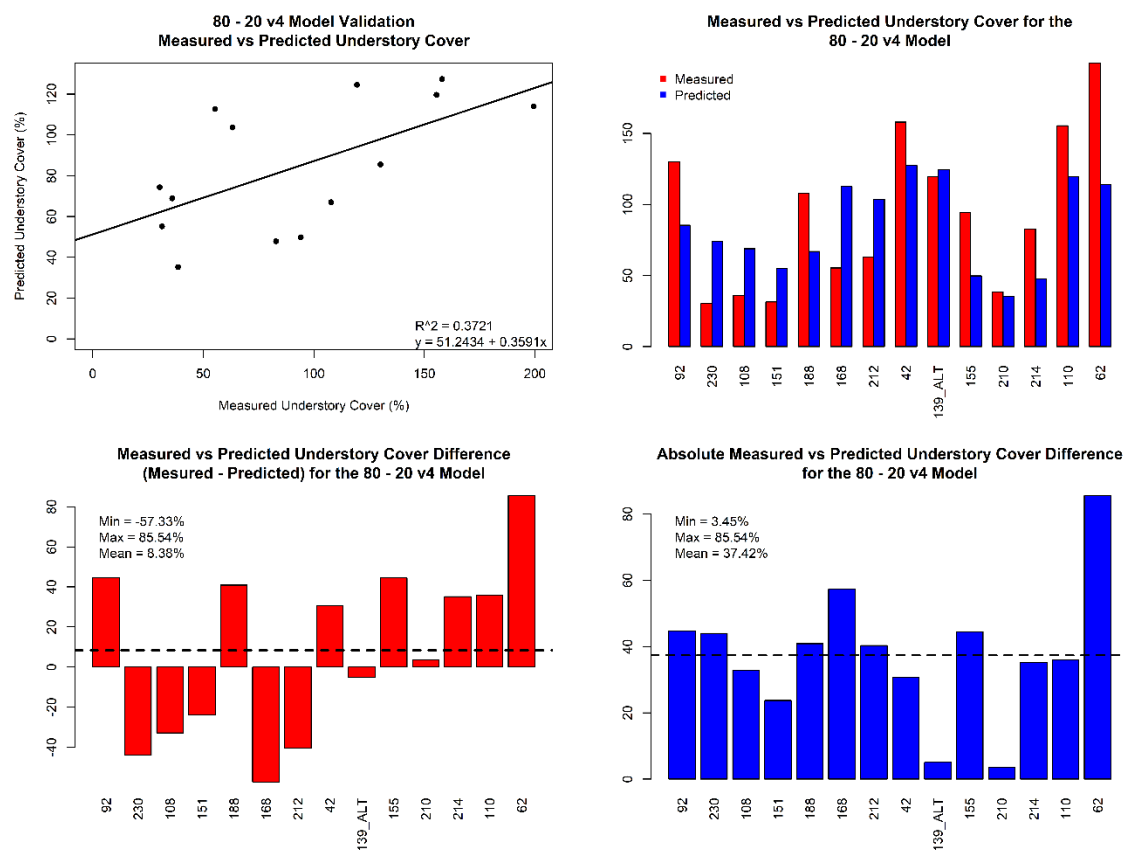 80 - 20 v4 Model Validation
Measured vs Predicted Understory Cover
Predicted Understory Cover (%)
120
100
80
60
40
20
0
R^2 = 0.3721
y = 51.2434 + 0.3591x
0 50 100 150 200
Measured Understory Cover (%)
Measured vs Predicted Understory Cover for the
80 - 20 v4 Model
Measured
Predicted
150
100
50
0
92 230 108 151 188 168 212 42 139_ALT 155 210 214 110 62
Measured vs Predicted Understory Cover Difference
(Mesured - Predicted) for the 80 - 20 v4 Model
Min = -57.33%
Max = 85.54%
Mean = 8.38%
80
60
40
20
0
-20
-40
92 230 108 151 188 168 212 42 139_ALT 155 210 214 110 62
Absolute Measured vs Predicted Understory Cover Difference
for the 80 - 20 v4 Model
Min = 3.45%
Max = 85.54%
Mean = 37.42%
80
60
40
20
0
92 230 108 151 188 168 212 42 139_ALT 155 210 214 110 62